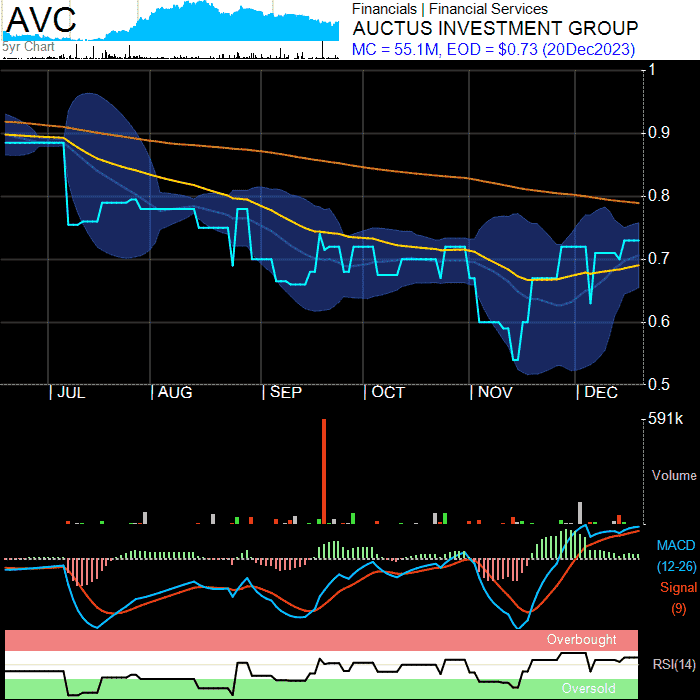 AVC
5yr Chart
Financials | Financial Services
AUCTUS INVESTMENT GROUP
MC = 55.1M, EOD = $0.73 (20Dec2023)
1
0.9
0.8
0.7
0.6
0.5
| JUL | AUG | SEP | OCT | NOV | DEC
591k
Volume
MACD
(12-26)
Signal
(9)
Overbought
RSI(14)
Oversold